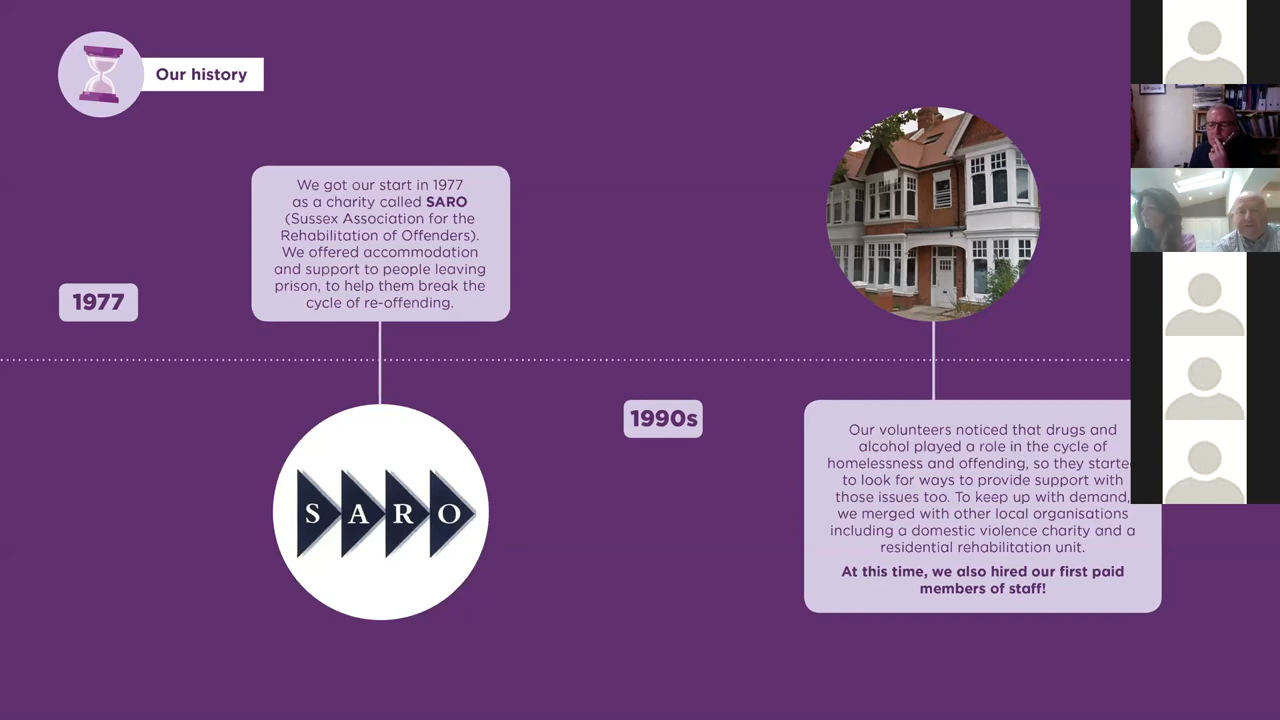 Our history
We got our start in 1977
as a charity called SARO
(Sussex Association for the
Rehabilitation of Offenders).
We offered accommodation
and support to people leaving
prison, to help them break the
cycle of re-offending.
1977
S A R O
1990s
Our volunteers noticed that drugs and
alcohol played a role in the cycle of
homelessness and offending, so they starte
to look for ways to provide support with
those issues too. To keep up with demand,
we merged with other local organisations
including a domestic violence charity and a
residential rehabilitation unit.
At this time, we also hired our first paid
members of staff!